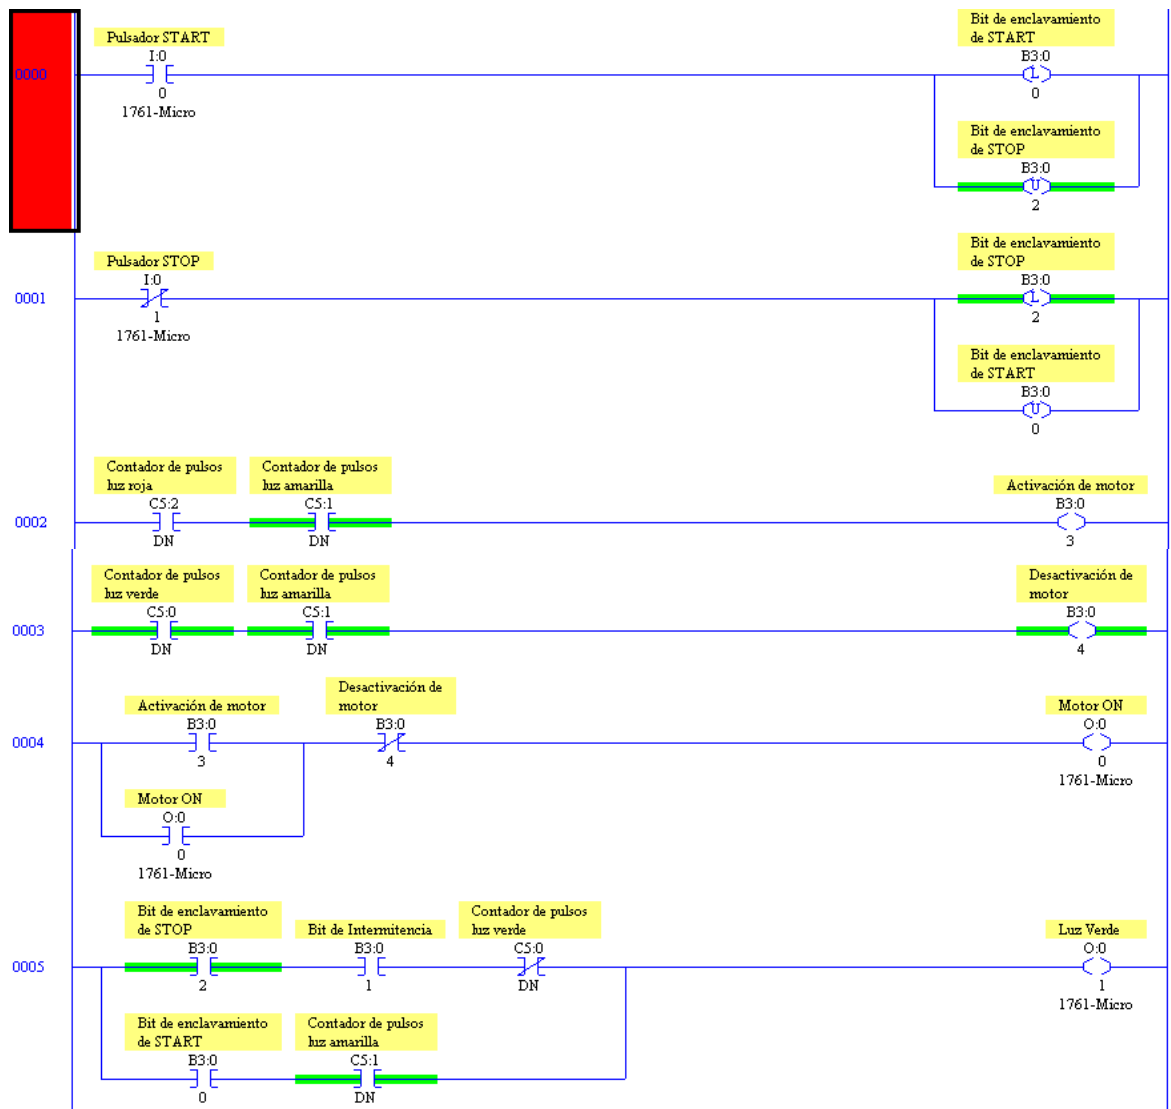 Pulsador START
I:0
0
1761-Micro
0000
Bit de enclavamiento
de START
B3:0
L
0
Bit de enclavamiento
de STOP
B3:0
U
2
Pulsador STOP
I:0
1
1761-Micro
0001
Bit de enclavamiento
de STOP
B3:0
L
2
Bit de enclavamiento
de START
B3:0
U
0
Contador de pulsos
luz roja
C5:2
DN
Contador de pulsos
luz amarilla
C5:1
DN
0002
Activación de motor
B3:0
3
Contador de pulsos
luz verde
C5:0
DN
Contador de pulsos
luz amarilla
C5:1
DN
0003
Desactivación de
motor
B3:0
4
Activación de motor
B3:0
3
Desactivación de
motor
B3:0
4
0004
Motor ON
O:0
0
1761-Micro
Motor ON
O:0
0
1761-Micro
Bit de enclavamiento
de STOP
B3:0
2
Bit de Intermitencia
B3:0
1
Contador de pulsos
luz verde
C5:0
DN
0005
Luz Verde
O:0
1
1761-Micro
Bit de enclavamiento
de START
B3:0
0
Contador de pulsos
luz amarilla
C5:1
DN